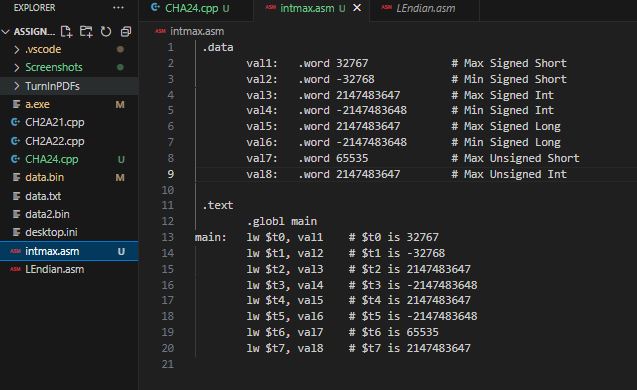 EXPLORER ...
CHA24.cpp U
intmax.asm U ×
LEndian.asm
ASSIGN...
intmax.asm
.vscode
Screenshots
TurnInPDFs
a.exe M
CH2A21.cpp
CH2A22.cpp
CHA24.cpp U
data.bin M
data.txt
data2.bin
desktop.ini
ASM intmax.asm U
ASM LEndian.asm
1 .data
2 val1: .word 32767 # Max Signed Short
3 val2: .word -32768 # Min Signed Short
4 val3: .word 2147483647 # Max Signed Int
5 val4: .word -2147483648 # Min Signed Int
6 val5: .word 2147483647 # Max Signed Long
7 val6: .word -2147483648 # Min Signed Long
8 val7: .word 65535 # Max Unsigned Short
9 val8: .word 2147483647 # Max Unsigned Int
10
11 .text
12 .globl main
13 main: lw $t0, val1 # $t0 is 32767
14 lw $t1, val2 # $t1 is -32768
15 lw $t2, val3 # $t2 is 2147483647
16 lw $t3, val4 # $t3 is -2147483648
17 lw $t4, val5 # $t4 is 2147483647
18 lw $t5, val6 # $t5 is -2147483648
19 lw $t6, val7 # $t6 is 65535
20 lw $t7, val8 # $t7 is 2147483647
21